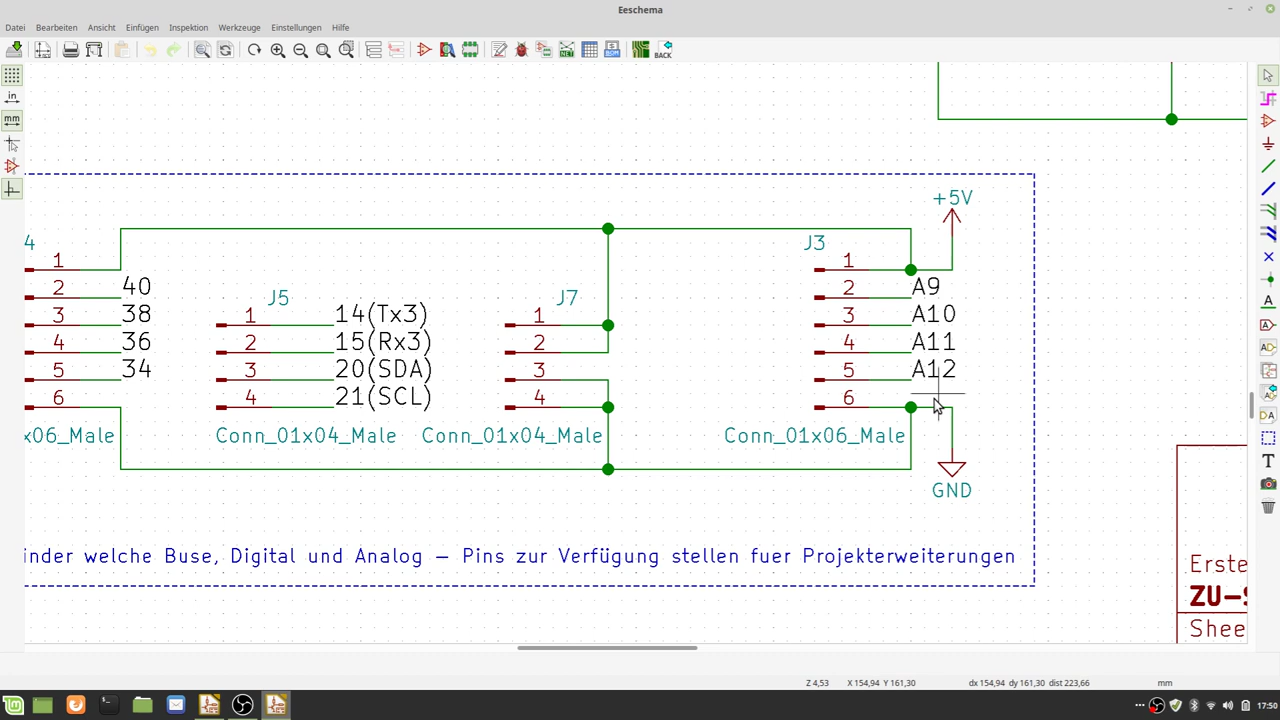 Eeschema
Datei Bearbeiten Ansicht Einfügen Inspektion Werkzeuge Einstellungen Hilfe
BACK
in
mm
+5V
4
J3
1
1
2
40
2
A9
J5
J7
3
38
1
14(Tx3)
1
3
A10
4
36
2
15(Rx3)
2
4
A11
5
34
3
20(SDA)
3
5
A12
6
4
21(SCL)
4
6
x06_Male
Conn_01x04_Male
Conn_01x04_Male
Conn_01x06_Male
GND
inder welche Buse, Digital und Analog – Pins zur Verfügung stellen fuer Projekterweiterungen
Erste
ZU-S
Shee
Z 4,53 X 154,94 Y 161,30 dx 154,94 dy 161,30 dist 223,66 mm
17:50